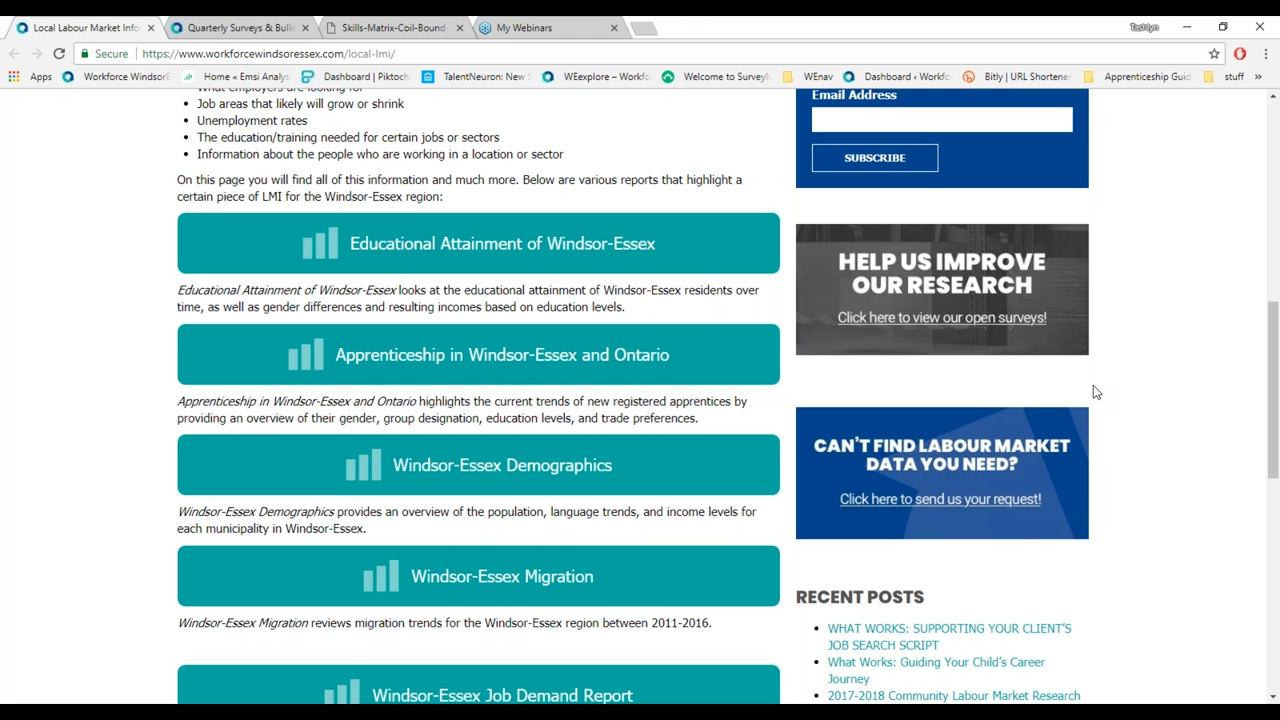 Local Labour Market Info
Quarterly Surveys & Bulle
Skills-Matrix-Coil-Bound-
My Webinars
Tashlyn
Secure
https://www.workforcewindsoressex.com/local-lmi/
Apps
Workforce WindsorE
Home « Emsi Analys
Dashboard | Piktoch
TalentNeuron: New S
WEexplore – Workfo
Welcome to SurveyM
WEnav
Dashboard ‹ Workfo
Bitly | URL Shortener
Apprenticeship Guid
stuff
What employers are looking for
Job areas that likely will grow or shrink
Unemployment rates
The education/training needed for certain jobs or sectors
Information about the people who are working in a location or sector
On this page you will find all of this information and much more. Below are various reports that highlight a
certain piece of LMI for the Windsor-Essex region:
Educational Attainment of Windsor-Essex
Educational Attainment of Windsor-Essex looks at the educational attainment of Windsor-Essex residents over
time, as well as gender differences and resulting incomes based on education levels.
Apprenticeship in Windsor-Essex and Ontario
Apprenticeship in Windsor-Essex and Ontario highlights the current trends of new registered apprentices by
providing an overview of their gender, group designation, education levels, and trade preferences.
Windsor-Essex Demographics
Windsor-Essex Demographics provides an overview of the population, language trends, and income levels for
each municipality in Windsor-Essex.
Windsor-Essex Migration
Windsor-Essex Migration reviews migration trends for the Windsor-Essex region between 2011-2016.
Windsor-Essex Job Demand Report
Email Address
SUBSCRIBE
HELP US IMPROVE
OUR RESEARCH
Click here to view our open surveys!
CAN'T FIND LABOUR MARKET
DATA YOU NEED?
Click here to send us your request!
RECENT POSTS
WHAT WORKS: SUPPORTING YOUR CLIENT'S
JOB SEARCH SCRIPT
What Works: Guiding Your Child's Career
Journey
2017-2018 Community Labour Market Research